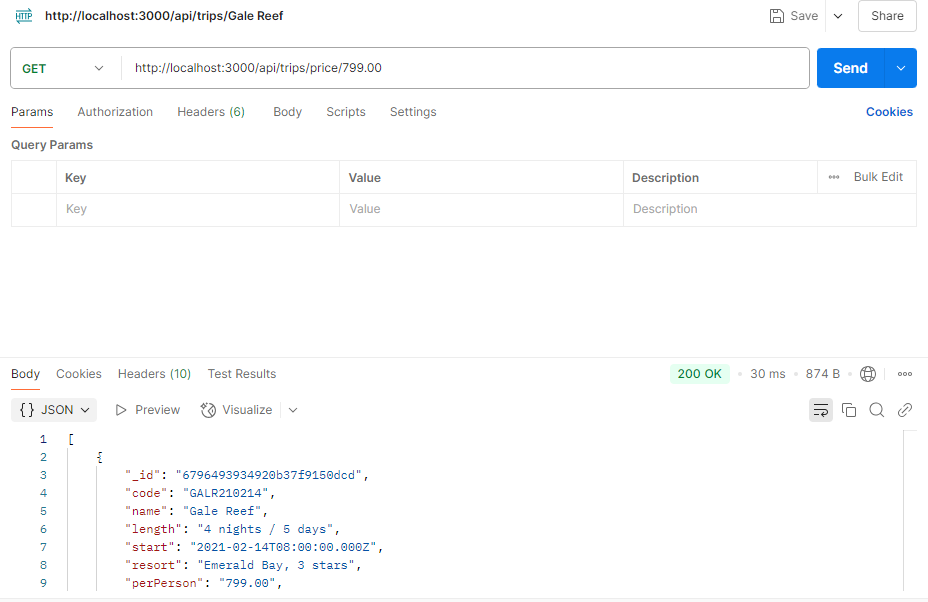 HTTP http://localhost:3000/api/trips/Gale Reef Save Share
GET http://localhost:3000/api/trips/price/799.00 Send
Params Authorization Headers (6) Body Scripts Settings Cookies
Query Params
Key Value Description Bulk Edit
Key Value Description
Body Cookies Headers (10) Test Results 200 OK 30 ms 874 B
{} JSON Preview Visualize
1 [
2 {
3 "_id": "6796493934920b37f9150dcd",
4 "code": "GALR210214",
5 "name": "Gale Reef",
6 "length": "4 nights / 5 days",
7 "start": "2021-02-14T08:00:00.000Z",
8 "resort": "Emerald Bay, 3 stars",
9 "perPerson": "799.00",